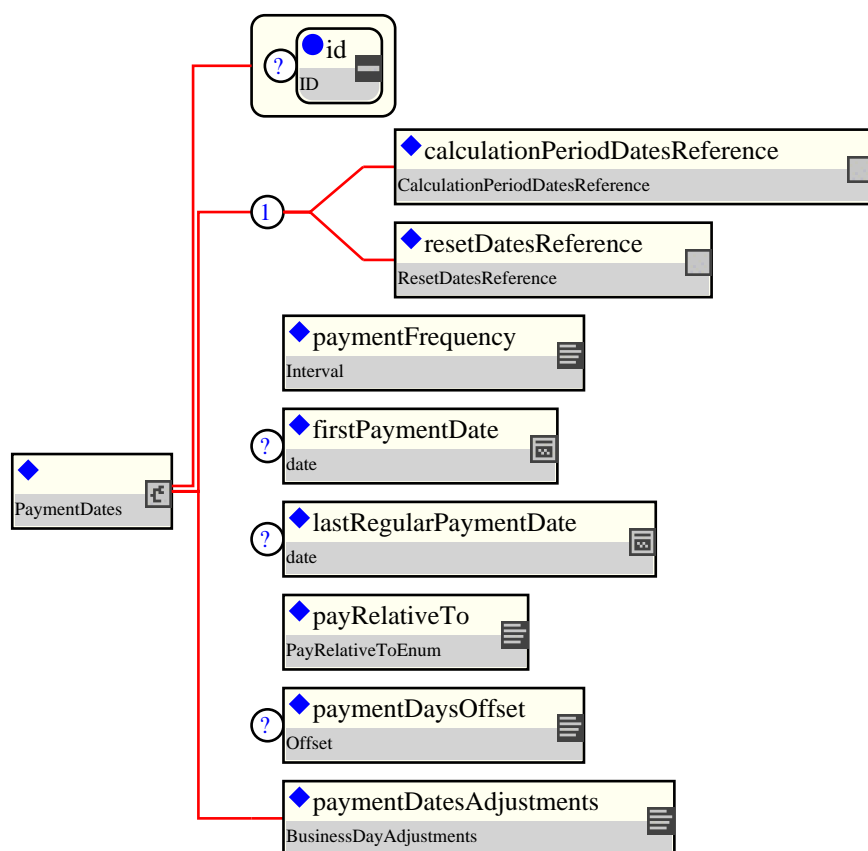 ?
id
ID
calculationPeriodDatesReference
CalculationPeriodDatesReference
1
resetDatesReference
ResetDatesReference
paymentFrequency
Interval
?
firstPaymentDate
date
PaymentDates
?
lastRegularPaymentDate
date
payRelativeTo
PayRelativeToEnum
?
paymentDaysOffset
Offset
paymentDatesAdjustments
BusinessDayAdjustments